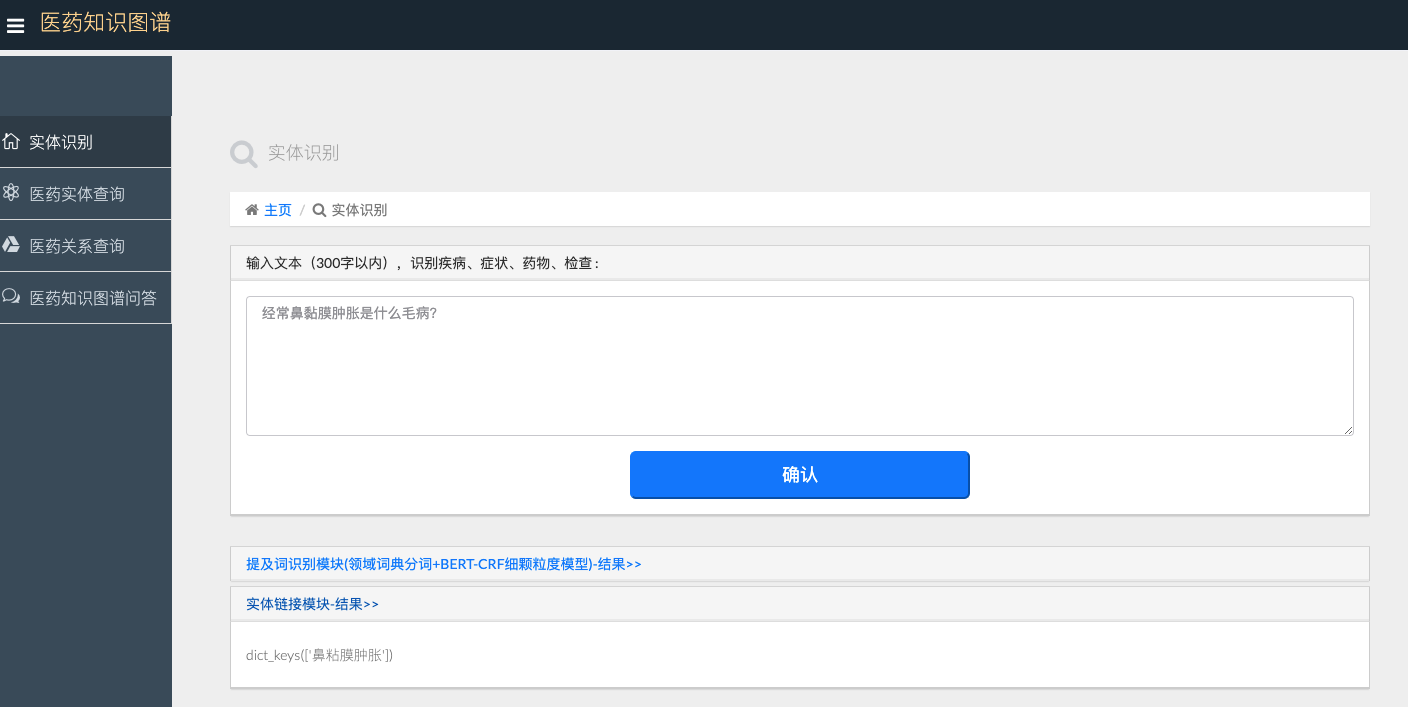 医药知识图谱
实体识别
医药实体查询
医药关系查询
医药知识图谱问答
实体识别
主页 / 实体识别
输入文本（300字以内），识别疾病、症状、药物、检查：
经常鼻黏膜肿胀是什么毛病?
确认
提及词识别模块(领域词典分词+BERT-CRF细颗粒度模型)-结果>>
实体链接模块-结果>>
dict_keys(['鼻粘膜肿胀'])